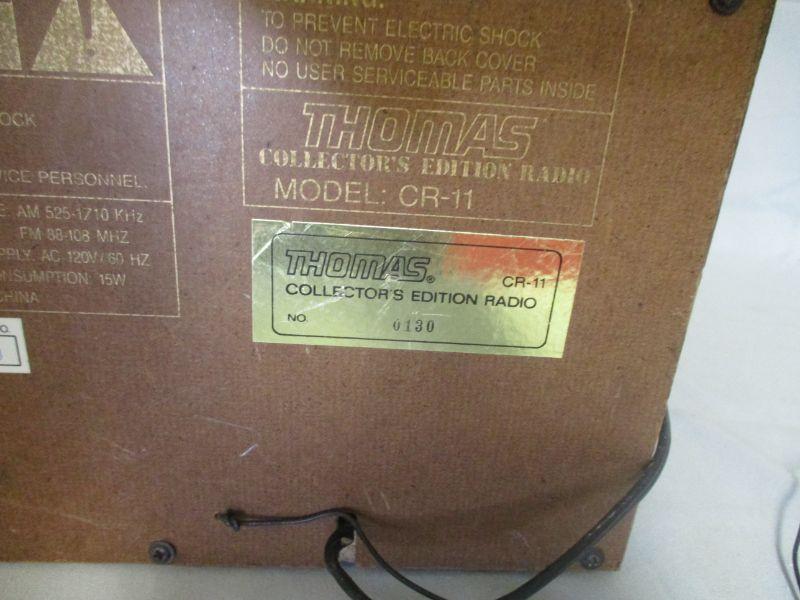 TO PREVENT ELECTRIC SHOCK
DO NOT REMOVE BACK COVER
NO USER SERVICEABLE PARTS INSIDE
THOMAS
COLLECTOR'S EDITION RADIO
MODEL: CR-11
OCK
VICE PERSONNEL.
E: AM 525-1710 KHz
FM 88-108 MHZ
PPLY: AC 120V/60 HZ
ONSUMPTION: 15W
CHINA
O.
THOMAS®
CR-11
COLLECTOR'S EDITION RADIO
NO. 0130